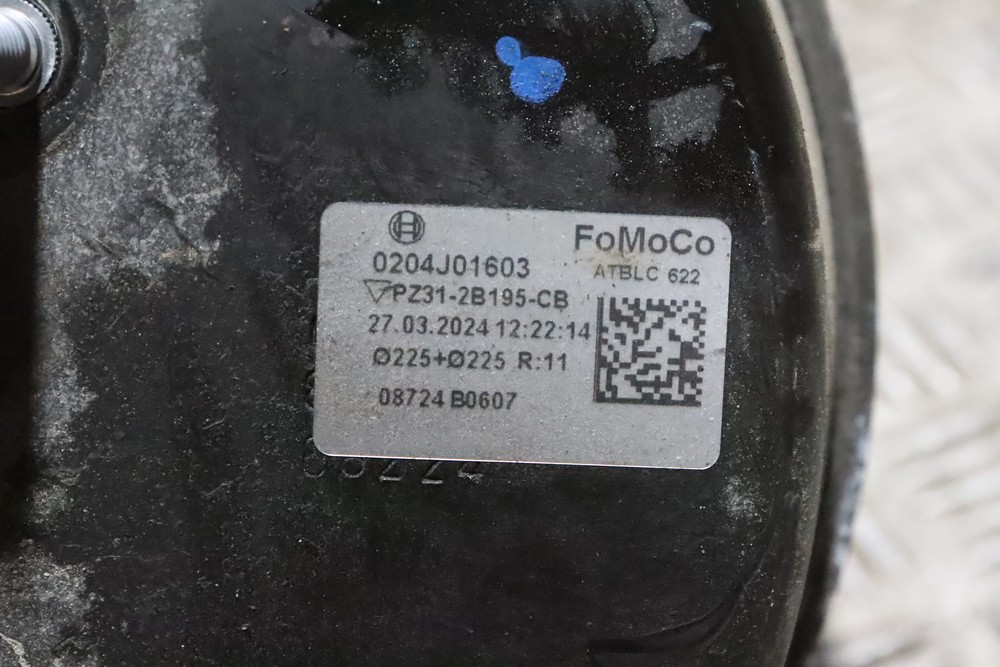 FoMoCo
0204J01603
ATBLC 622
PZ31-2B195-CB
27.03.2024 12:22:14
Ø225+Ø225 R:11
08724 B0607